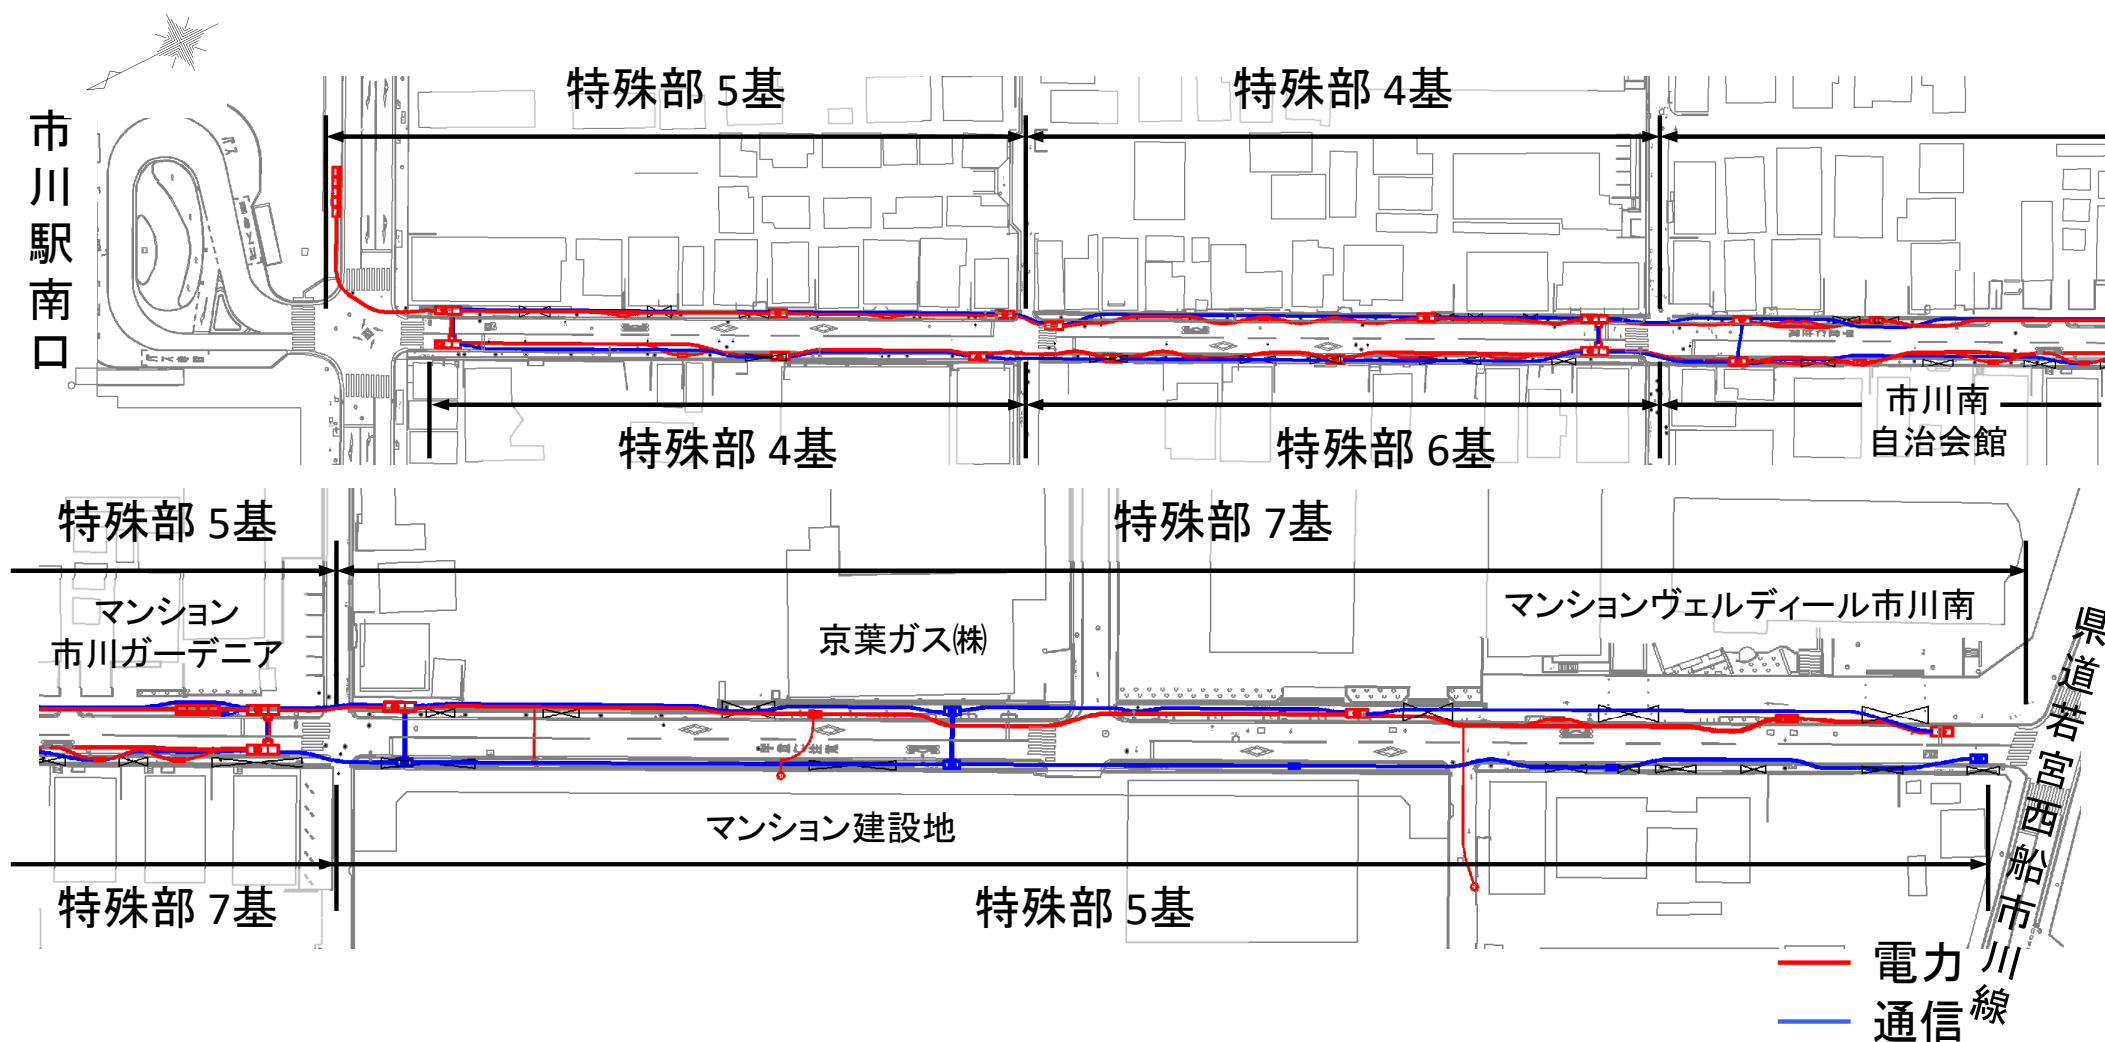 市川駅南口
特殊部 5基
特殊部 4基
特殊部 4基
特殊部 6基
市川南
自治会館
特殊部 5基
特殊部 7基
マンション
市川ガーデニア
京葉ガス㈱
マンションヴェルディール市川南
県道若宮西船市川線
マンション建設地
特殊部 7基
特殊部 5基
電力
通信